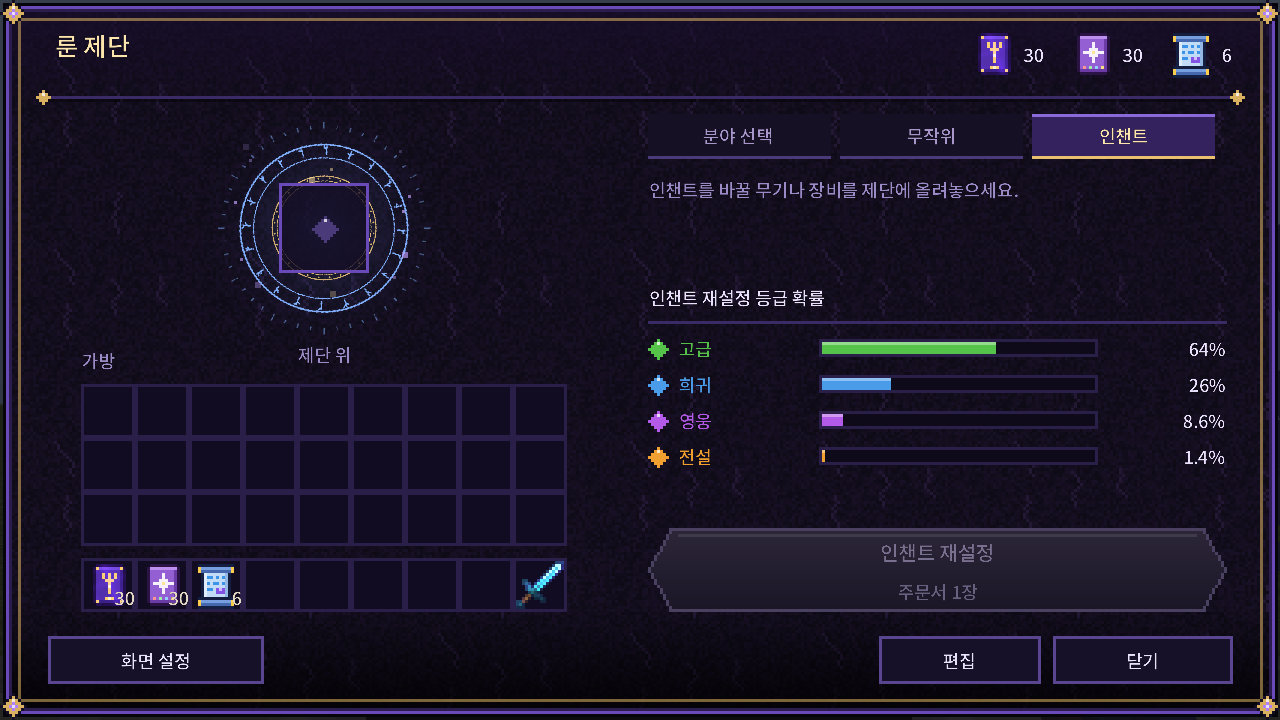 룬 제단
30
30
6
분야 선택
무작위
인챈트
인챈트를 바꿀 무기나 장비를 제단에 올려놓으세요.
인챈트 재설정 등급 확률
고급
64%
희귀
26%
영웅
8.6%
전설
1.4%
제단 위
가방
30
30
6
인챈트 재설정
주문서 1장
화면 설정
편집
닫기